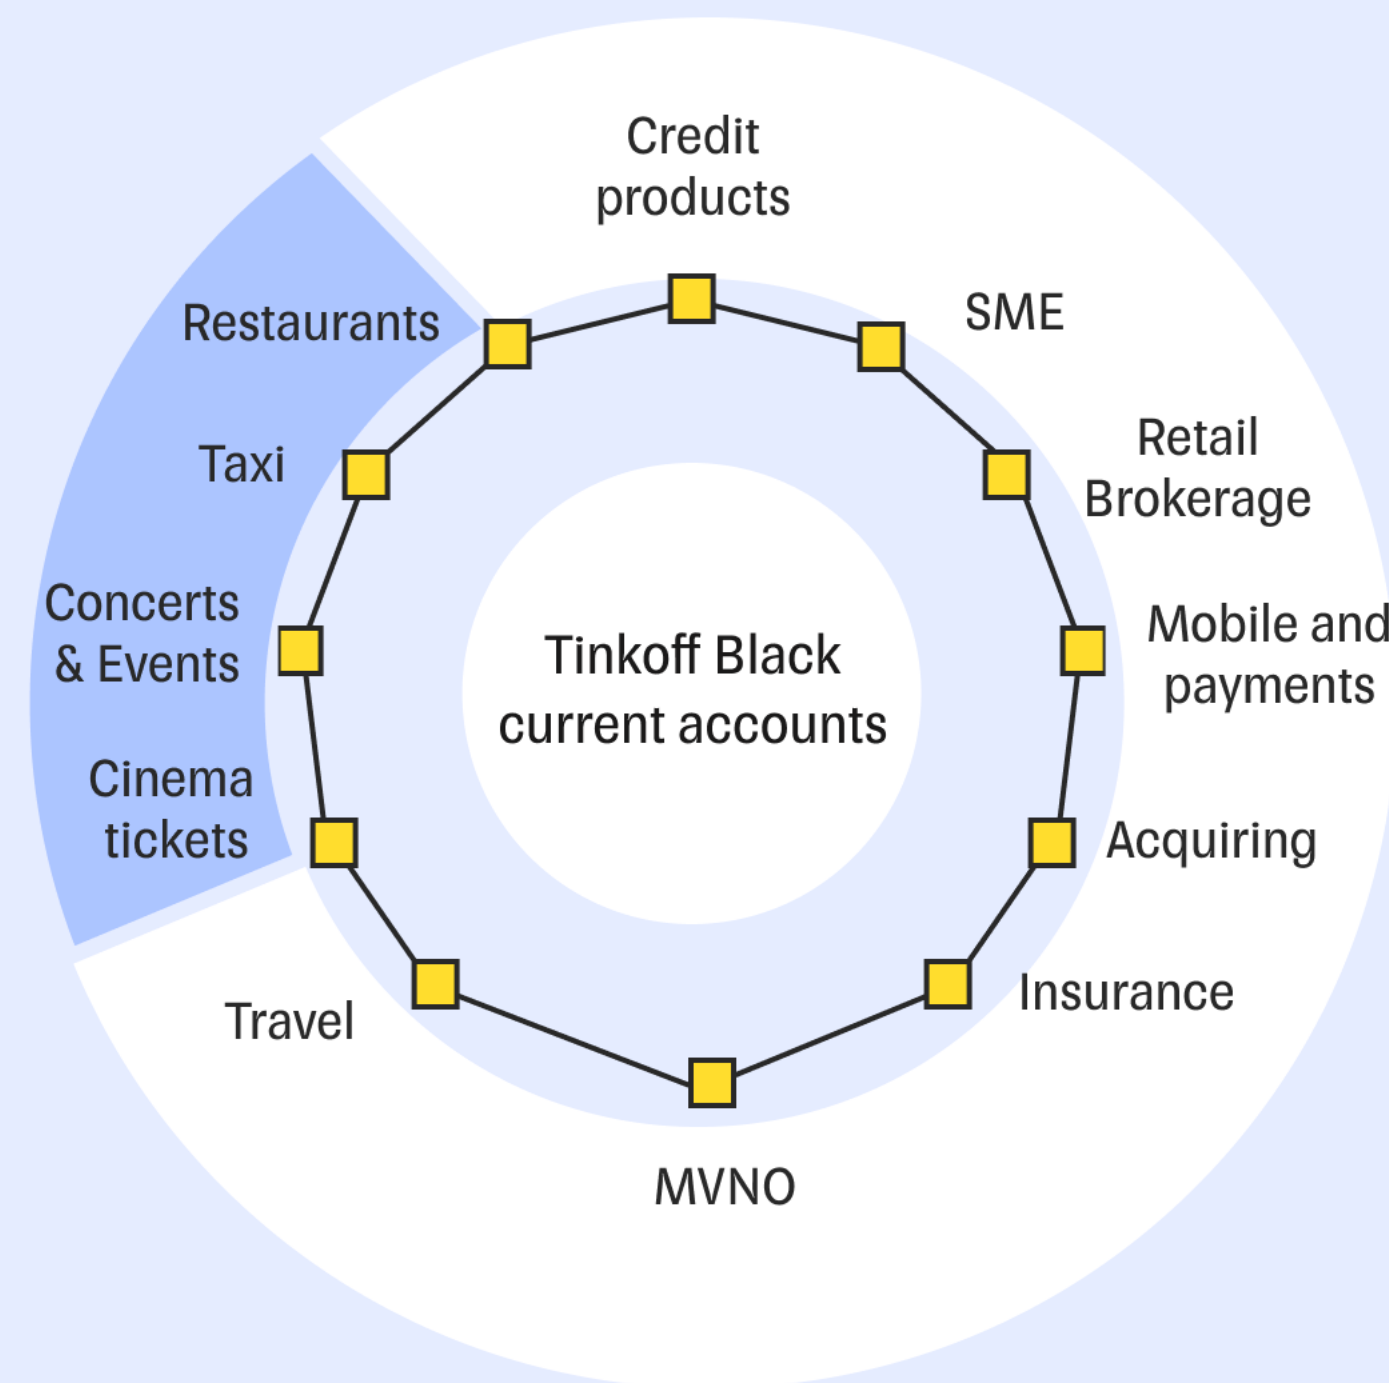 Credit
products
SME
Retail
Brokerage
Mobile and
payments
Acquiring
Insurance
MVNO
Travel
Cinema
tickets
Concerts
& Events
Taxi
Restaurants
Tinkoff Black
current accounts